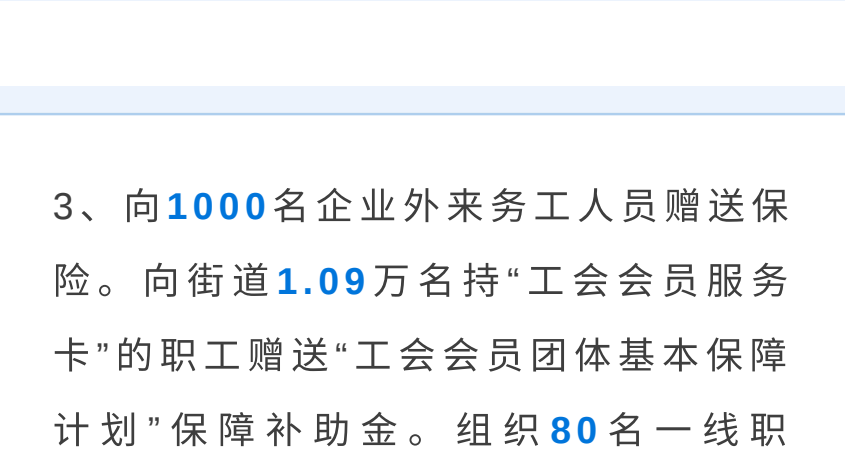 3、向1000名企业外来务工人员赠送保
险。向街道1.09万名持“工会会员服务
卡”的职工赠送“工会会员团体基本保障
计划”保障补助金。组织80名一线职